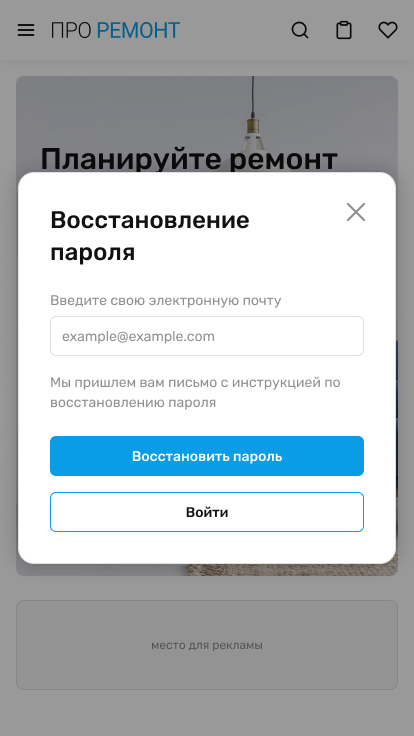 ПРО РЕМОНТ
Планируйте ремонт
Восстановление
пароля
Введите свою электронную почту
example@example.com
Мы пришлем вам письмо с инструкцией по
восстановлению пароля
Восстановить пароль
Войти
место для рекламы